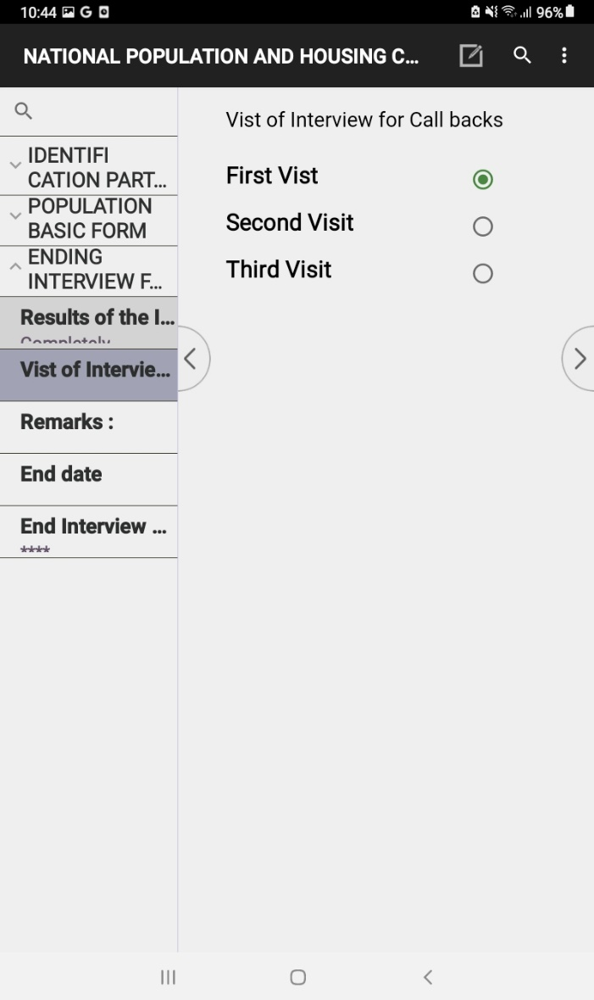 10:44
96%
NATIONAL POPULATION AND HOUSING C...
IDENTIFI
CATION PART...
POPULATION
BASIC FORM
ENDING
INTERVIEW F...
Results of the I...
Completely
Vist of Intervie...
Remarks :
End date
End Interview ...
****
Vist of Interview for Call backs
First Vist
Second Visit
Third Visit